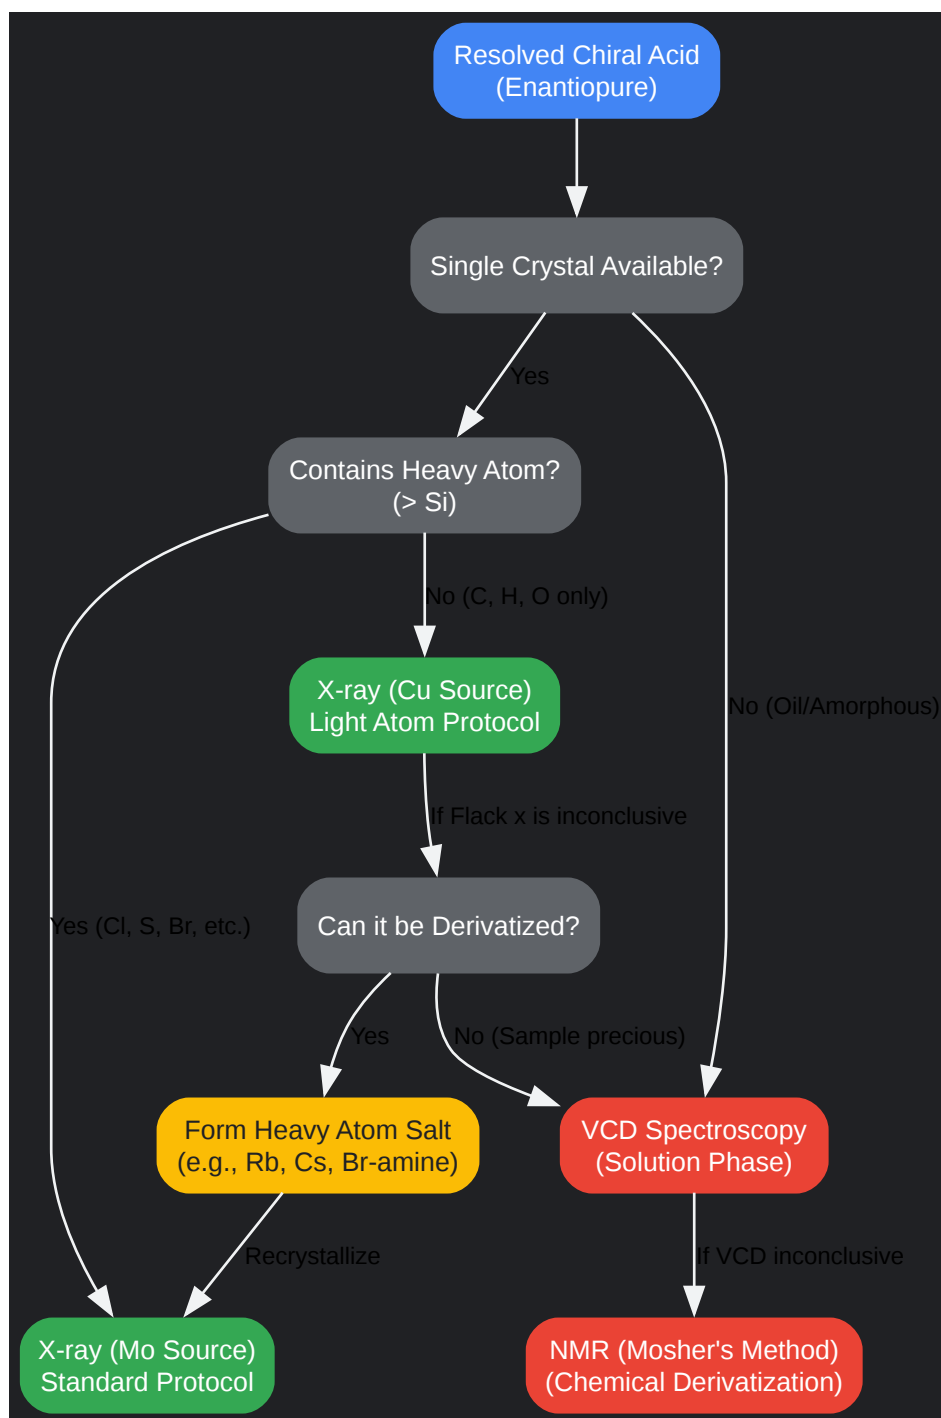 Resolved Chiral Acid
(Enantiopure)
Single Crystal Available?
Yes
Contains Heavy Atom?
(> Si)
No (C, H, O only)
X-ray (Cu Source)
Light Atom Protocol
No (Oil/Amorphous)
If Flack x is inconclusive
Yes (Cl, S, Br, etc.)
Can it be Derivatized?
Yes
No (Sample precious)
Form Heavy Atom Salt
(e.g., Rb, Cs, Br-amine)
VCD Spectroscopy
(Solution Phase)
Recrystallize
If VCD inconclusive
X-ray (Mo Source)
Standard Protocol
NMR (Mosher's Method)
(Chemical Derivatization)